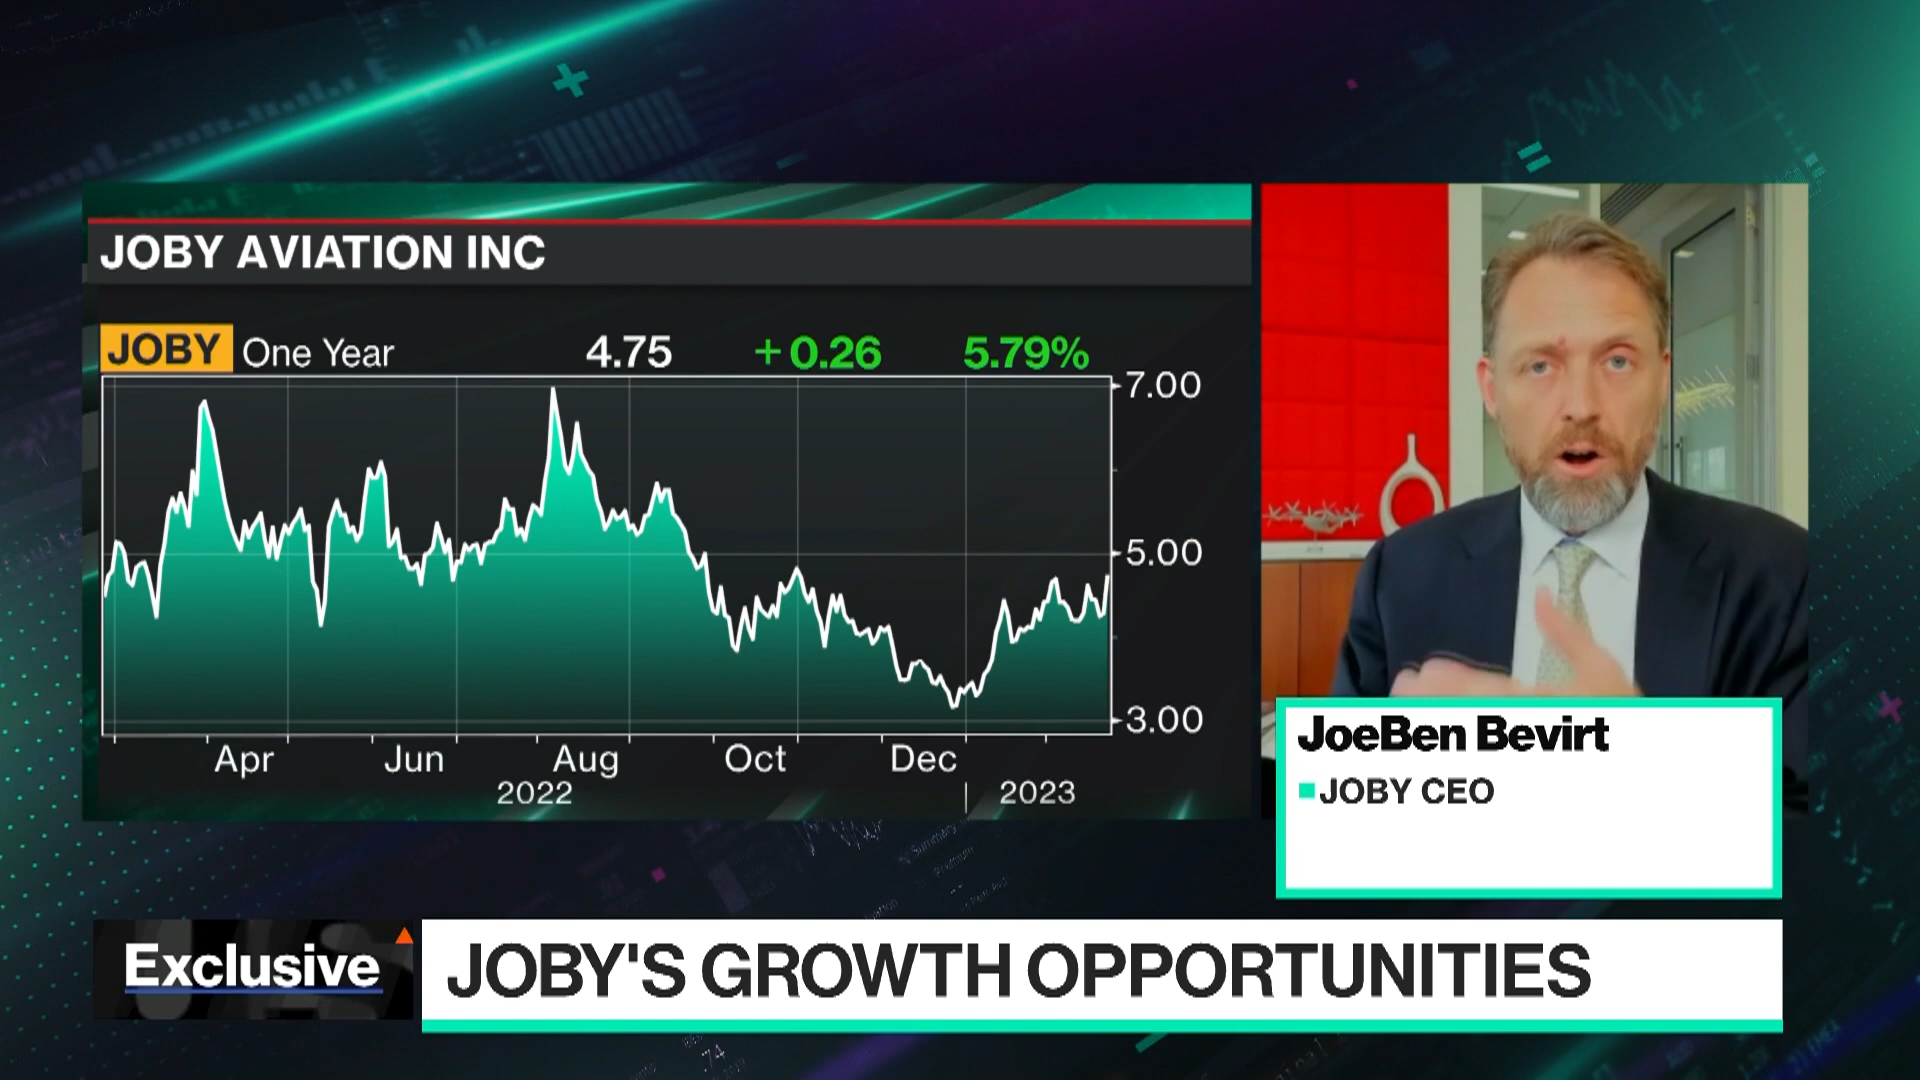 JOBY AVIATION INC
JOBY One Year 4.75 +0.26 5.79%
7.00
5.00
3.00
Apr Jun Aug Oct Dec
2022 2023
JoeBen Bevirt
JOBY CEO
Exclusive
JOBY'S GROWTH OPPORTUNITIES